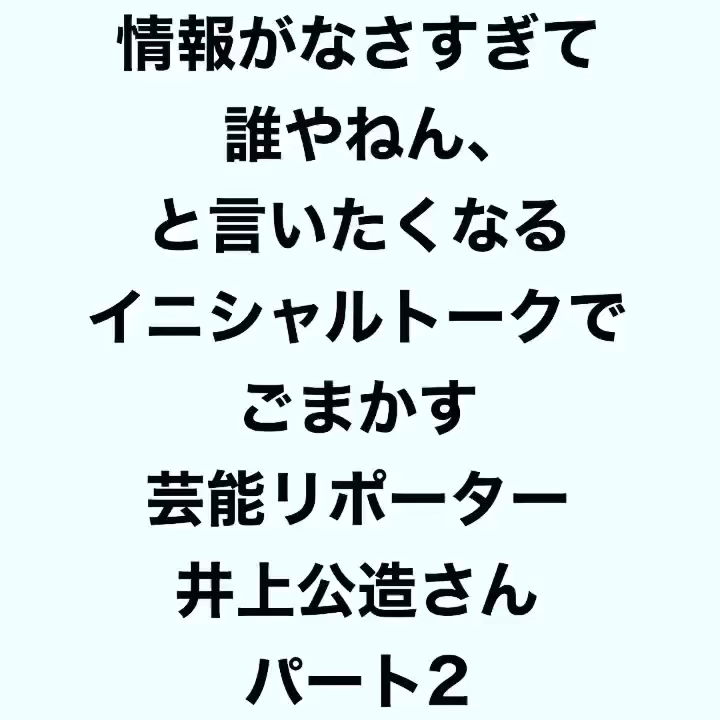 情報がなさすぎて
誰やねん、
と言いたくなる
イニシャルトークで
ごまかす
芸能リポーター
井上公造さん
パート2